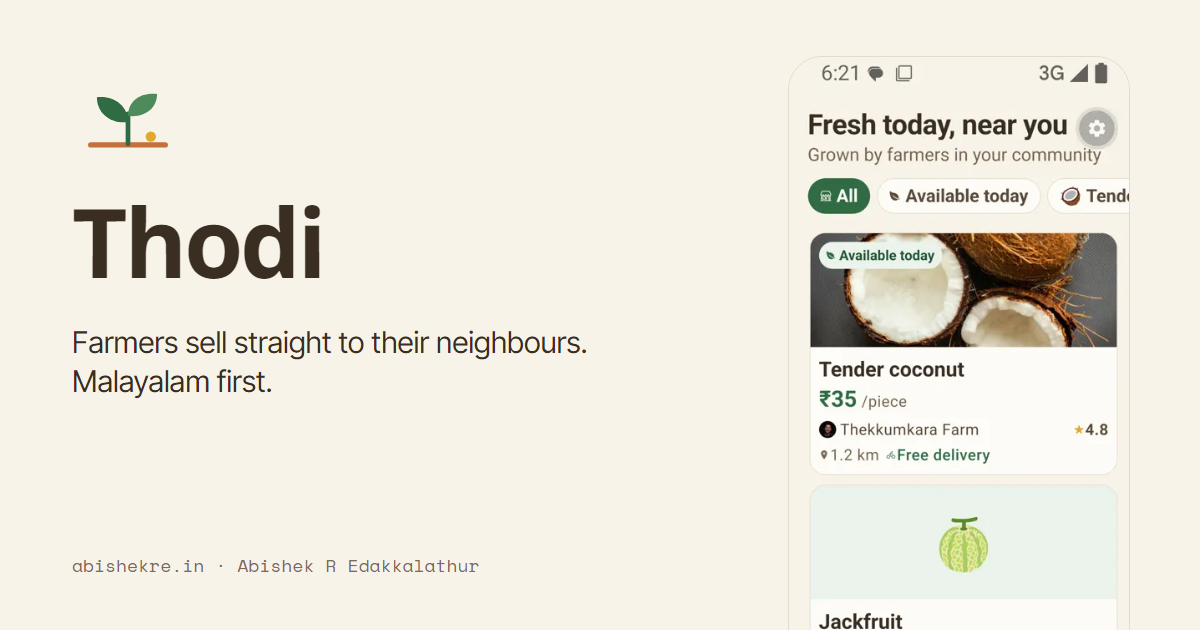 Thodi
Farmers sell straight to their neighbours.
Malayalam first.
abishekre.in · Abishek R Edakkalathur
6:21 3G
Fresh today, near you
Grown by farmers in your community
All Available today
Available today
Tender coconut
₹35 /piece
Thekkumkara Farm ★4.8
1.2 km Free delivery
Jackfruit